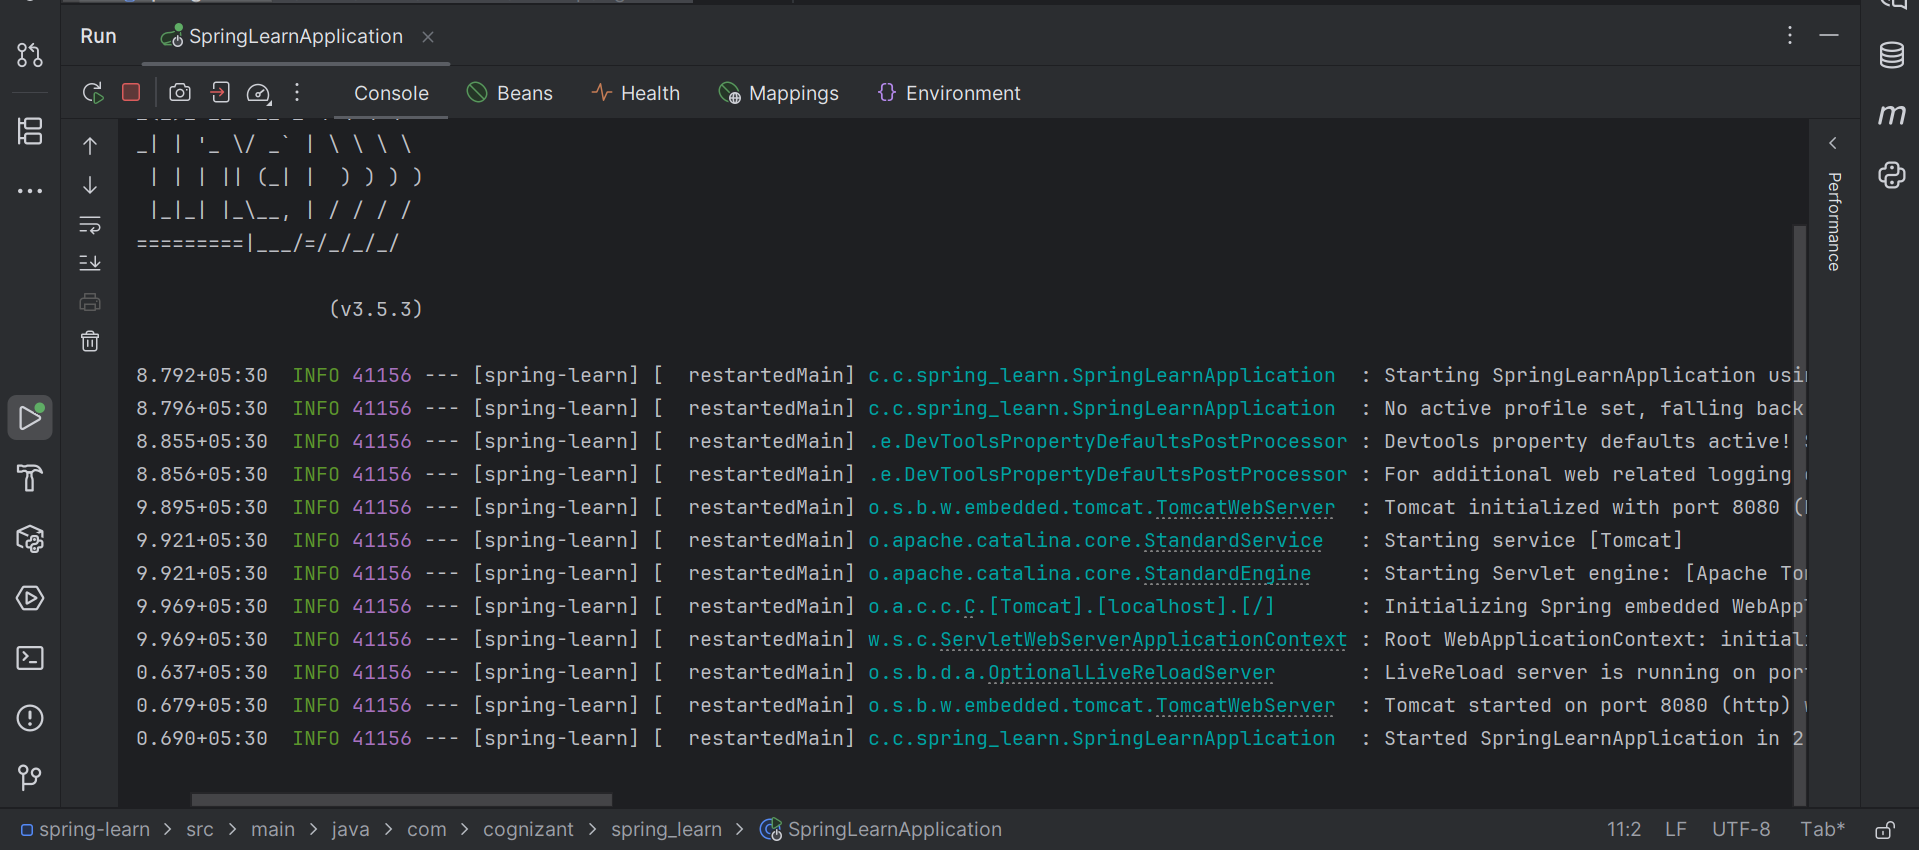 Run SpringLearnApplication
Console Beans Health Mappings Environment
_| | '_ \/ _` | \ \ \ \
| | | || (_| | ) ) ) )
|_|_| |_\__, | / / / /
=========|___/=/_/_/_/
(v3.5.3)
8.792+05:30 INFO 41156 --- [spring-learn] [ restartedMain] c.c.spring_learn.SpringLearnApplication : Starting SpringLearnApplication usi
8.796+05:30 INFO 41156 --- [spring-learn] [ restartedMain] c.c.spring_learn.SpringLearnApplication : No active profile set, falling back
8.855+05:30 INFO 41156 --- [spring-learn] [ restartedMain] .e.DevToolsPropertyDefaultsPostProcessor : Devtools property defaults active!
8.856+05:30 INFO 41156 --- [spring-learn] [ restartedMain] .e.DevToolsPropertyDefaultsPostProcessor : For additional web related logging
9.895+05:30 INFO 41156 --- [spring-learn] [ restartedMain] o.s.b.w.embedded.tomcat.TomcatWebServer : Tomcat initialized with port 8080 (
9.921+05:30 INFO 41156 --- [spring-learn] [ restartedMain] o.apache.catalina.core.StandardService : Starting service [Tomcat]
9.921+05:30 INFO 41156 --- [spring-learn] [ restartedMain] o.apache.catalina.core.StandardEngine : Starting Servlet engine: [Apache To
9.969+05:30 INFO 41156 --- [spring-learn] [ restartedMain] o.a.c.c.C.[Tomcat].[localhost].[/] : Initializing Spring embedded WebApp
9.969+05:30 INFO 41156 --- [spring-learn] [ restartedMain] w.s.c.ServletWebServerApplicationContext : Root WebApplicationContext: initial
0.637+05:30 INFO 41156 --- [spring-learn] [ restartedMain] o.s.b.d.a.OptionalLiveReloadServer : LiveReload server is running on por
0.679+05:30 INFO 41156 --- [spring-learn] [ restartedMain] o.s.b.w.embedded.tomcat.TomcatWebServer : Tomcat started on port 8080 (http) w
0.690+05:30 INFO 41156 --- [spring-learn] [ restartedMain] c.c.spring_learn.SpringLearnApplication : Started SpringLearnApplication in 2
Performance
m
spring-learn > src > main > java > com > cognizant > spring_learn > SpringLearnApplication
11:2 LF UTF-8 Tab*